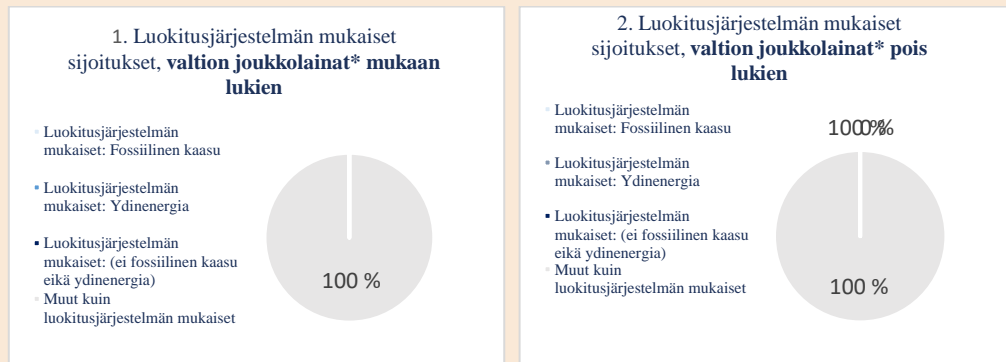 1. Luokitusjärjestelmän mukaiset
sijoitukset, valtion joukkolainat* mukaan
lukien
Luokitusjärjestelmän
mukaiset: Fossiilinen kaasu
Luokitusjärjestelmän
mukaiset: Ydinenergia
Luokitusjärjestelmän
mukaiset: (ei fossiilinen kaasu
eikä ydinenergia)
Muut kuin
luokitusjärjestelmän mukaiset
100 %
2. Luokitusjärjestelmän mukaiset
sijoitukset, valtion joukkolainat* pois
lukien
Luokitusjärjestelmän
mukaiset: Fossiilinen kaasu
Luokitusjärjestelmän
mukaiset: Ydinenergia
Luokitusjärjestelmän
mukaiset: (ei fossiilinen kaasu
eikä ydinenergia)
Muut kuin
luokitusjärjestelmän mukaiset
100 %